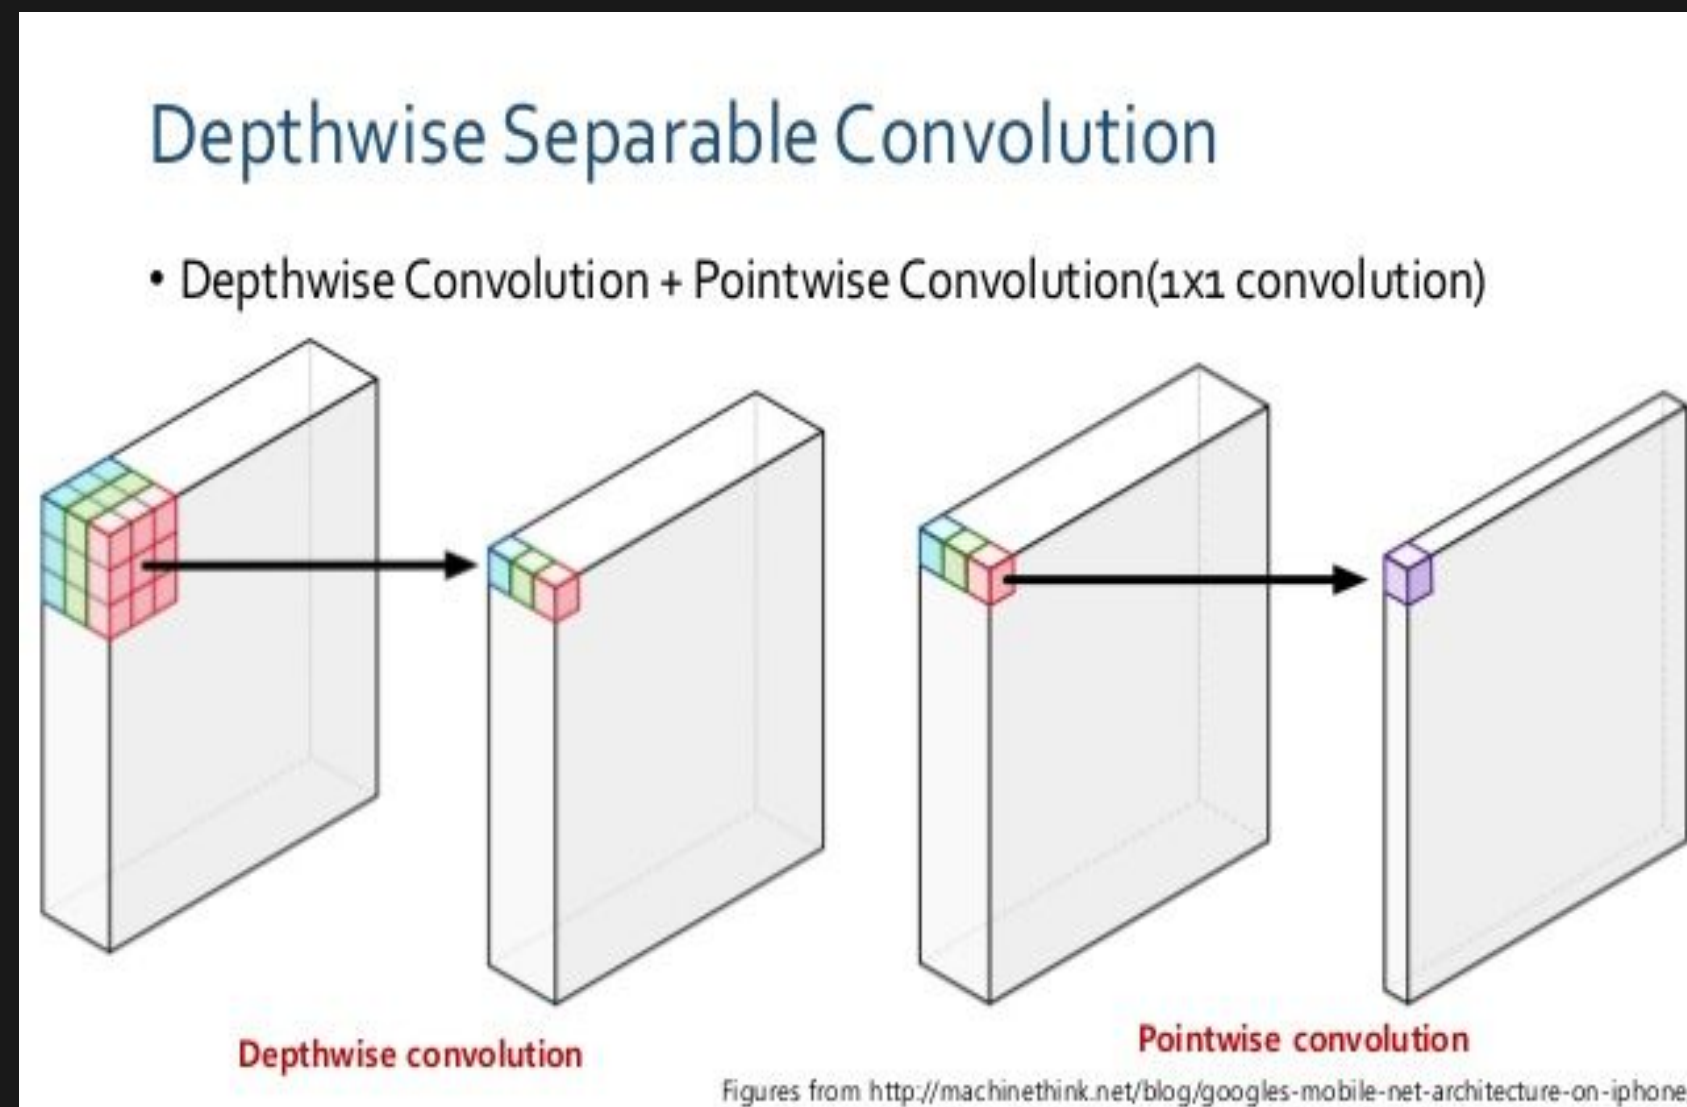 Depthwise Separable Convolution
• Depthwise Convolution + Pointwise Convolution(1x1 convolution)
Depthwise convolution
Pointwise convolution
Figures from http://machinethink.net/blog/googles-mobile-net-architecture-on-iphone